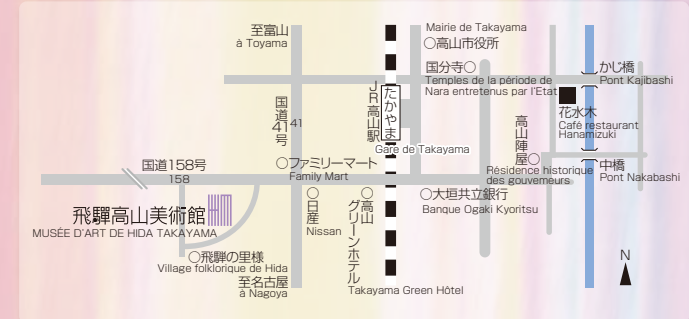 至富山
à Toyama
Mairie de Takayama
○高山市役所
国分寺○
Temples de la période de
Nara entretenus par l'Etat
かじ橋
Pont Kajibashi
国道41号
41
JR高山駅
たかやま
Gare de Takayama
花水木
Café restaurant
Hanamizuki
高山陣屋○
Résidence historique
des gouverneurs
中橋
Pont Nakabashi
国道158号
158
○ファミリーマート
Family Mart
飛驒高山美術館
MUSÉE D'ART DE HIDA TAKAYAMA
○日産
Nissan
○高山グリーンホテル
Takayama Green Hôtel
○大垣共立銀行
Banque Ogaki Kyoritsu
○飛騨の里様
Village folklorique de Hida
至名古屋
à Nagoya
N